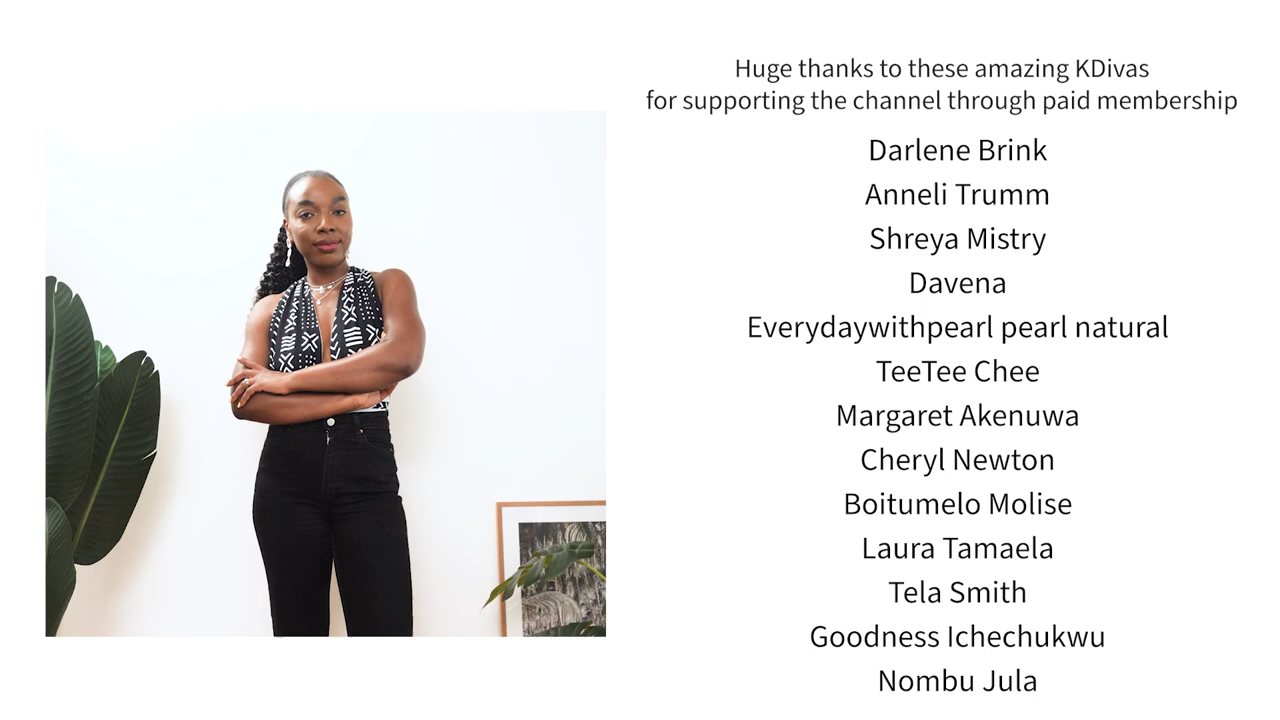 Huge thanks to these amazing KDivas
for supporting the channel through paid membership
Darlene Brink
Anneli Trumm
Shreya Mistry
Davena
Everydaywithpearl pearl natural
TeeTee Chee
Margaret Akenuwa
Cheryl Newton
Boitumelo Molise
Laura Tamaela
Tela Smith
Goodness Ichechukwu
Nombu Jula